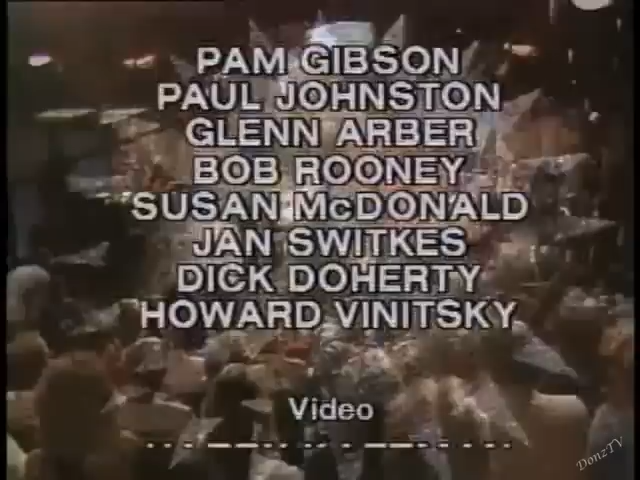 PAM GIBSON
PAUL JOHNSTON
GLENN ARBER
BOB ROONEY
SUSAN McDONALD
JAN SWITKES
DICK DOHERTY
HOWARD VINITSKY
Video
DonzTV